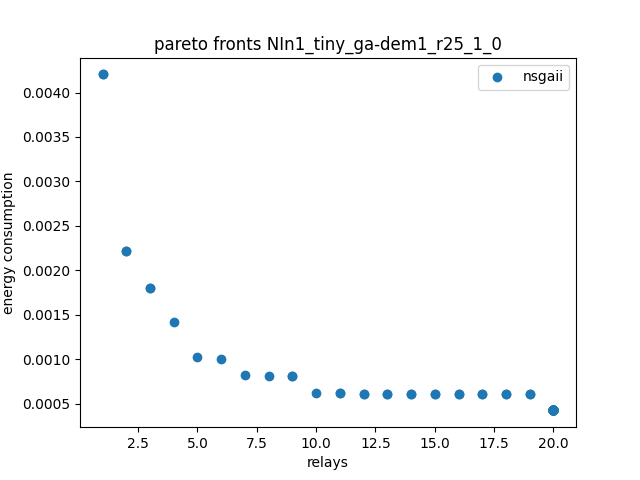 pareto fronts NIn1_tiny_ga-dem1_r25_1_0
nsgaii
0.0040
0.0035
0.0030
0.0025
0.0020
0.0015
0.0010
0.0005
energy consumption
2.5 5.0 7.5 10.0 12.5 15.0 17.5 20.0
relays